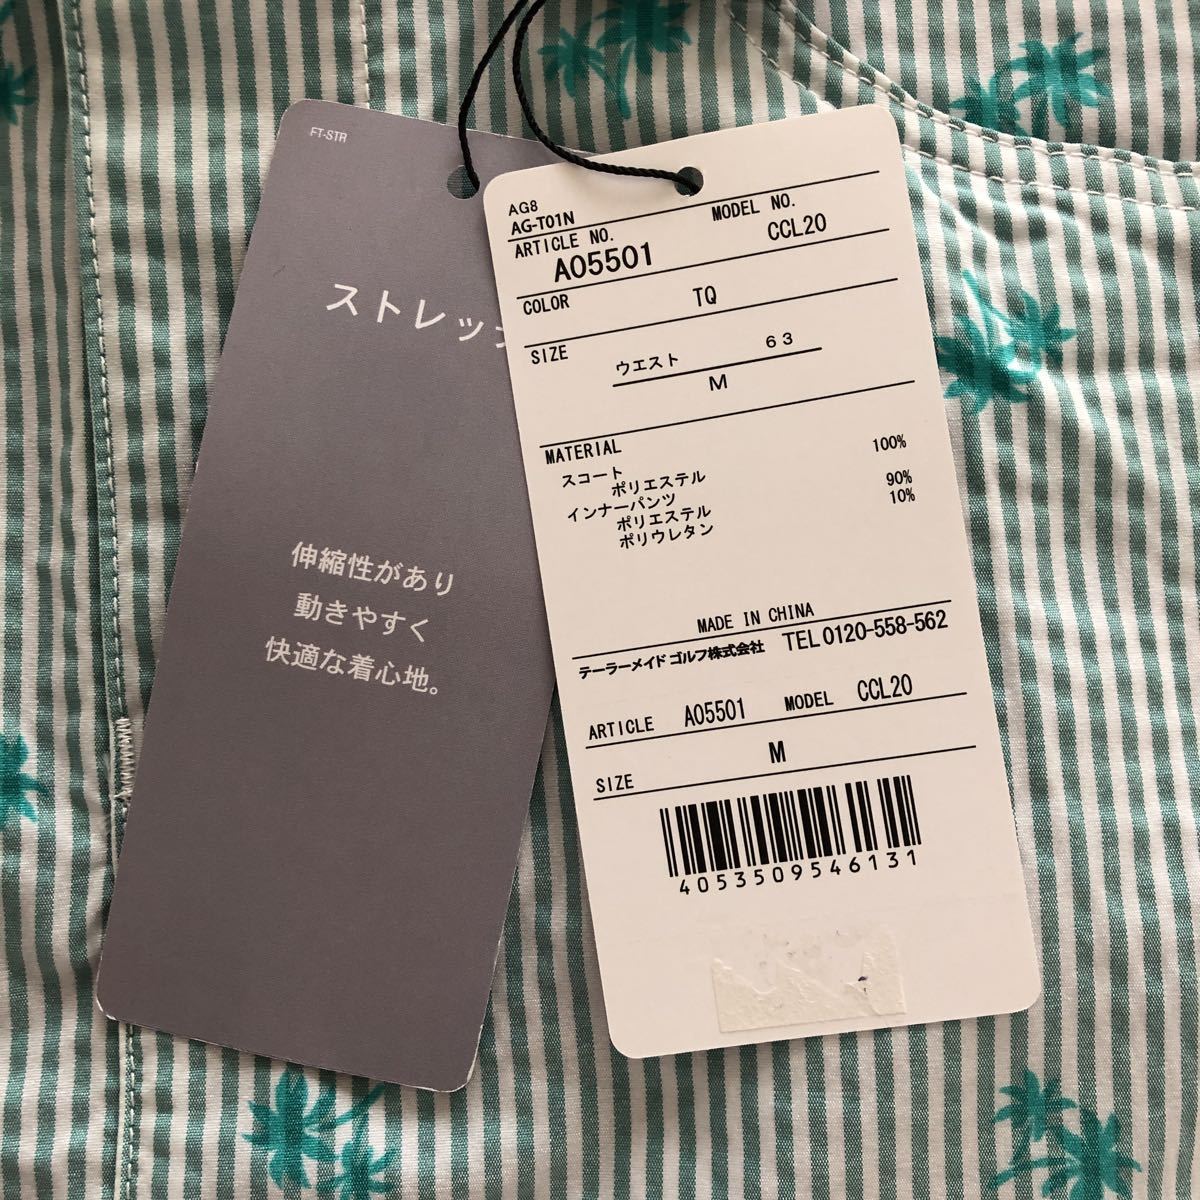 FT-STR
ストレッ
伸縮性があり
動きやすく
快適な着心地。
AG8
AG-T01N
ARTICLE NO. MODEL NO.
A05501 CCL20
COLOR TQ
SIZE ウエスト 63
M
MATERIAL
スコート 100%
ポリエステル
インナーパンツ 90%
ポリエステル 10%
ポリウレタン
MADE IN CHINA
テーラーメイド ゴルフ株式会社 TEL 0120-558-562
ARTICLE A05501 MODEL CCL20
SIZE M
4053509546131